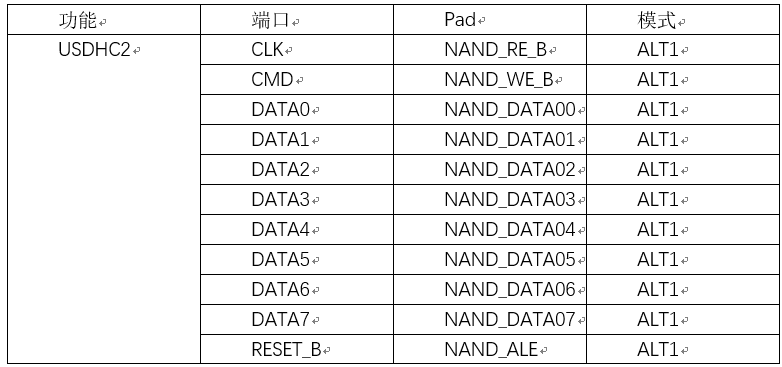 功能 端口 Pad 模式
USDHC2 CLK NAND_RE_B ALT1
CMD NAND_WE_B ALT1
DATA0 NAND_DATA00 ALT1
DATA1 NAND_DATA01 ALT1
DATA2 NAND_DATA02 ALT1
DATA3 NAND_DATA03 ALT1
DATA4 NAND_DATA04 ALT1
DATA5 NAND_DATA05 ALT1
DATA6 NAND_DATA06 ALT1
DATA7 NAND_DATA07 ALT1
RESET_B NAND_ALE ALT1